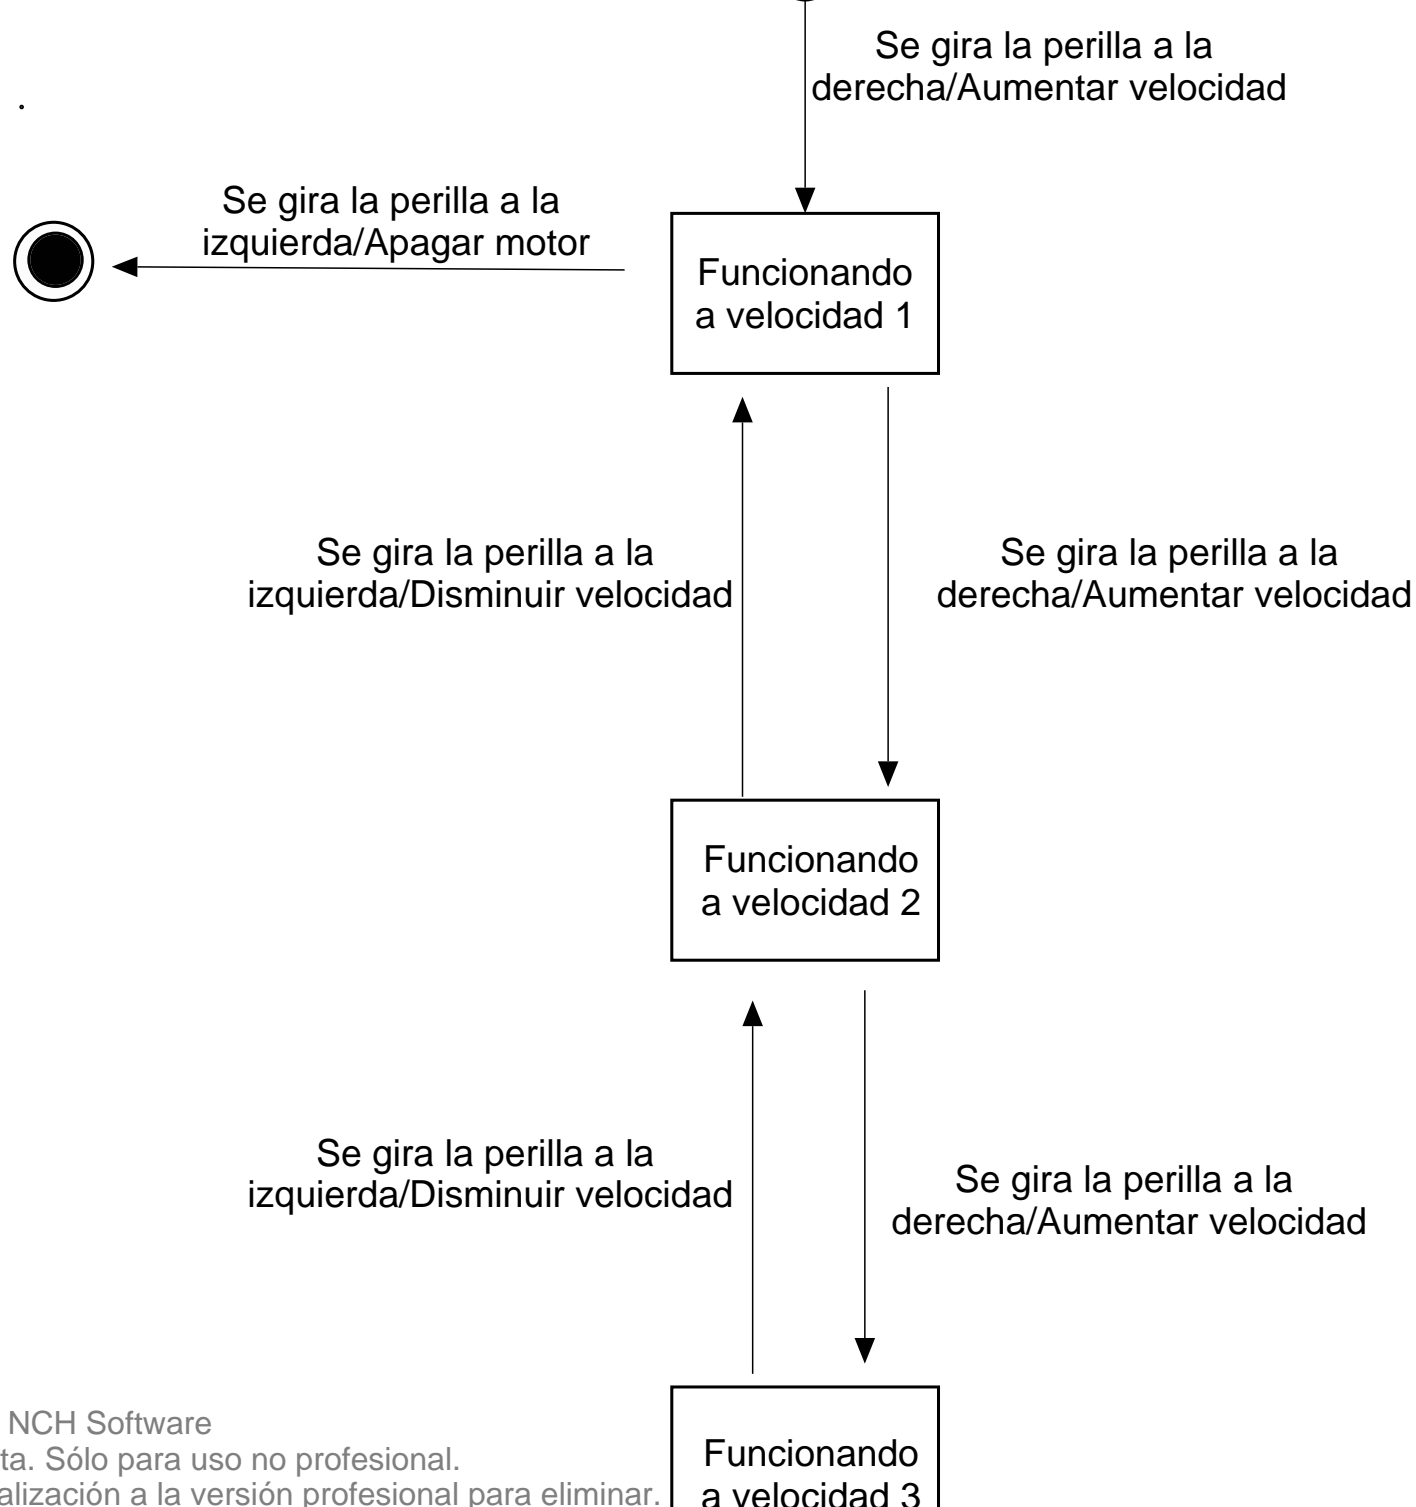 Se gira la perilla a la
derecha/Aumentar velocidad
Se gira la perilla a la
izquierda/Apagar motor
Funcionando
a velocidad 1
Se gira la perilla a la
izquierda/Disminuir velocidad
Se gira la perilla a la
derecha/Aumentar velocidad
Funcionando
a velocidad 2
Se gira la perilla a la
izquierda/Disminuir velocidad
Se gira la perilla a la
derecha/Aumentar velocidad
Funcionando
a velocidad 3
NCH Software
ta. Sólo para uso no profesional.
alización a la versión profesional para eliminar.